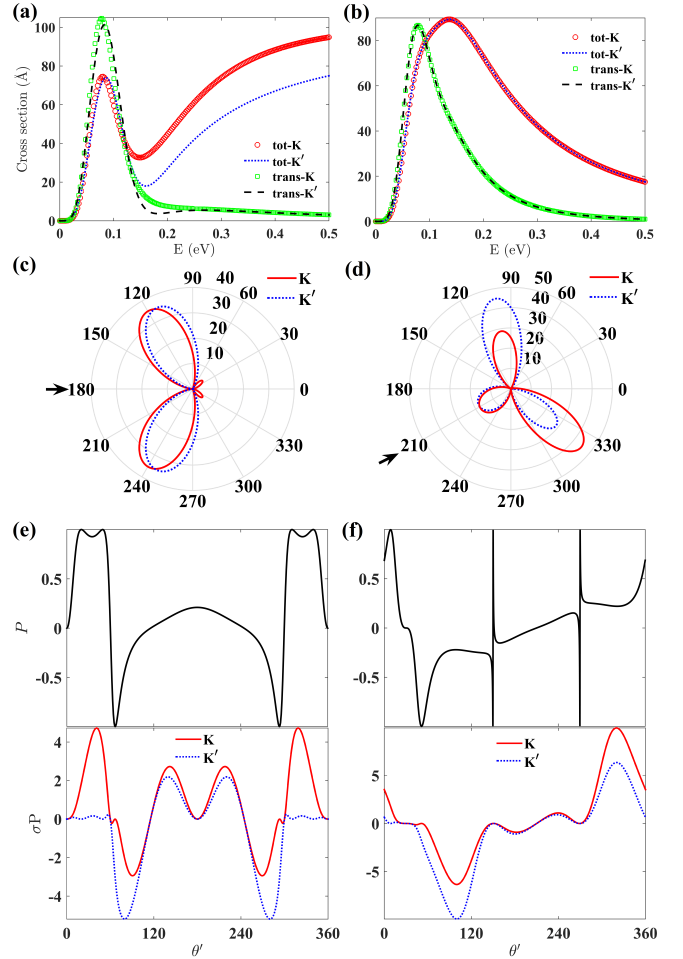 (a)
Cross section (Å)
100
80
60
40
20
0
tot-K
tot-K′
trans-K
trans-K′
0 0.1 0.2 0.3 0.4 0.5
E (eV)
(b)
80
60
40
20
0
tot-K
tot-K′
trans-K
trans-K′
0 0.1 0.2 0.3 0.4 0.5
E (eV)
(c)
K
K′
90 40
120 60
30
150 30
20
10
180 0
210 330
240 300
270
(d)
K
K′
90 50
120 60
40
30
150 30
20
10
180 0
210 330
240 300
270
(e)
P
0.5
0
-0.5
K
K′
σP
4
2
0
-2
-4
0 120 240 360
θ′
(f)
0.5
0
-0.5
K
K′
5
0
-5
0 120 240 360
θ′